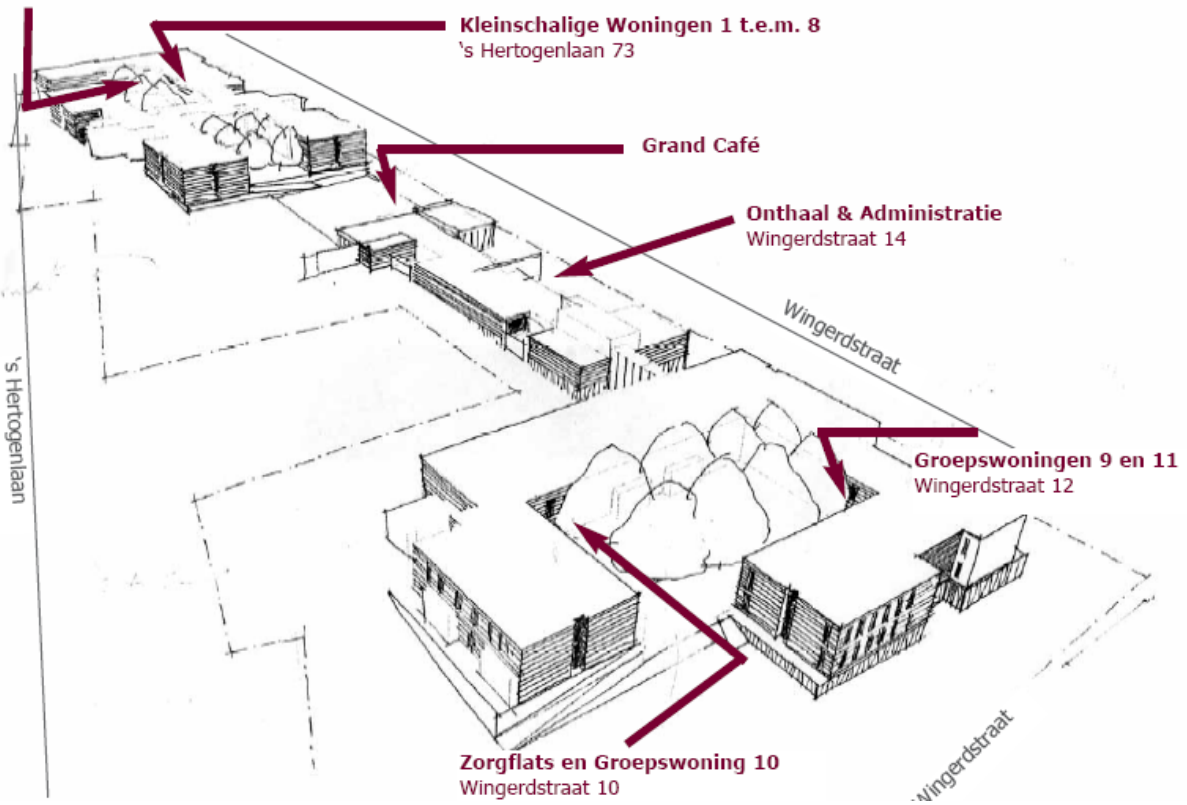 Kleinschalige Woningen 1 t.e.m. 8
's Hertogenlaan 73
Grand Café
Onthaal & Administratie
Wingerdstraat 14
Wingerdstraat
's Hertogenlaan
Groepswoningen 9 en 11
Wingerdstraat 12
Wingerdstraat
Zorgflats en Groepswoning 10
Wingerdstraat 10